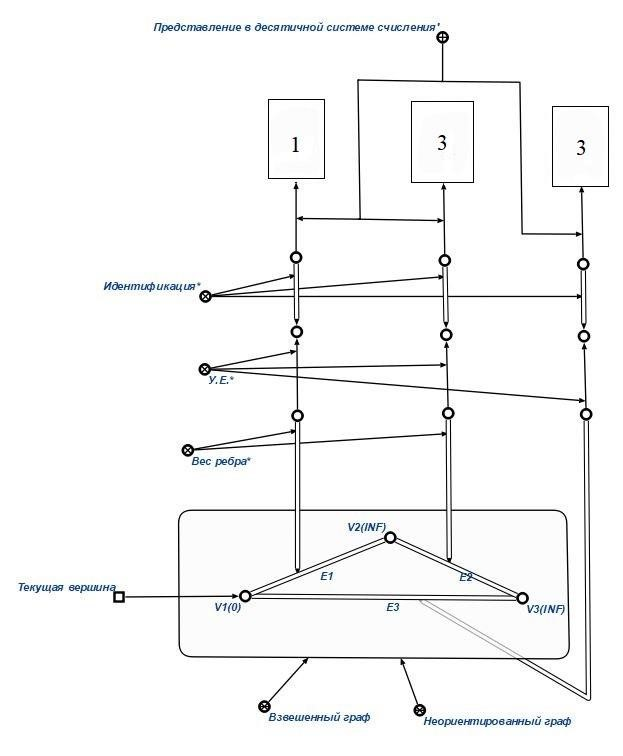 Представление в десятичной системе счисления*
1
3
3
Идентификация*
У.Е.*
Вес ребра*
V2(INF)
E1
E2
Текущая вершина
V1(0)
E3
V3(INF)
Взвешенный граф
Неориентированный граф